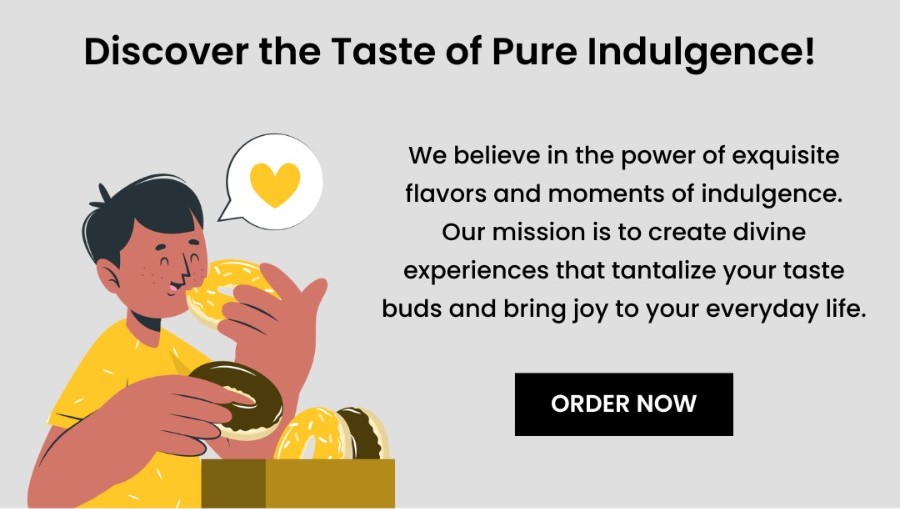 Discover the Taste of Pure Indulgence!
We believe in the power of exquisite
flavors and moments of indulgence.
Our mission is to create divine
experiences that tantalize your taste
buds and bring joy to your everyday life.
ORDER NOW